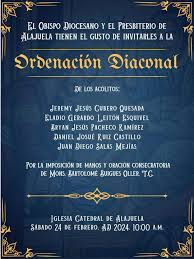 El Obispo Diocesano y el Presbiterio de
Alajuela tienen el gusto de invitarles a la
Ordenación Diaconal
De los acólitos:
Jeremy Jesús Cubero Quesada
Eladio Gerardo Leitón Esquivel
Bryan Jesús Pacheco Ramírez
Daniel Josué Ruiz Castillo
Juan Diego Salas Mejías
Por la imposición de manos y oración consecratoria
de Mons. Bartolomé Buigues Oller, T.C.
Iglesia Catedral de Alajuela
Sábado 24 de febrero, AD 2024, 10:00 a.m.